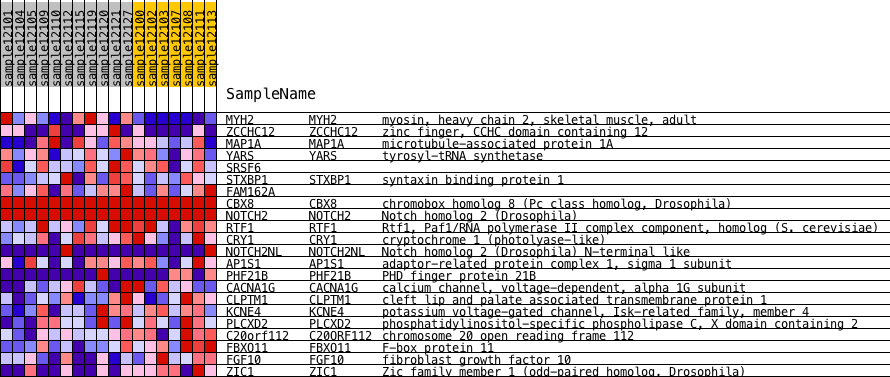 sample12101 sample12104 sample12105 sample12109 sample12110 sample12112 sample12115 sample12119 sample12120 sample12121 sample12127 sample12100 sample12102 sample12103 sample12107 sample12108 sample12111 sample12113
SampleName
MYH2 MYH2 myosin, heavy chain 2, skeletal muscle, adult
ZCCHC12 ZCCHC12 zinc finger, CCHC domain containing 12
MAP1A MAP1A microtubule-associated protein 1A
YARS YARS tyrosyl-tRNA synthetase
SRSF6
STXBP1 STXBP1 syntaxin binding protein 1
FAM162A
CBX8 CBX8 chromobox homolog 8 (Pc class homolog, Drosophila)
NOTCH2 NOTCH2 Notch homolog 2 (Drosophila)
RTF1 RTF1 Rtf1, Paf1/RNA polymerase II complex component, homolog (S. cerevisiae)
CRY1 CRY1 cryptochrome 1 (photolyase-like)
NOTCH2NL NOTCH2NL Notch homolog 2 (Drosophila) N-terminal like
AP1S1 AP1S1 adaptor-related protein complex 1, sigma 1 subunit
PHF21B PHF21B PHD finger protein 21B
CACNA1G CACNA1G calcium channel, voltage-dependent, alpha 1G subunit
CLPTM1 CLPTM1 cleft lip and palate associated transmembrane protein 1
KCNE4 KCNE4 potassium voltage-gated channel, Isk-related family, member 4
PLCXD2 PLCXD2 phosphatidylinositol-specific phospholipase C, X domain containing 2
C20orf112 C20ORF112 chromosome 20 open reading frame 112
FBXO11 FBXO11 F-box protein 11
FGF10 FGF10 fibroblast growth factor 10
ZIC1 ZIC1 Zic family member 1 (odd-paired homolog, Drosophila)